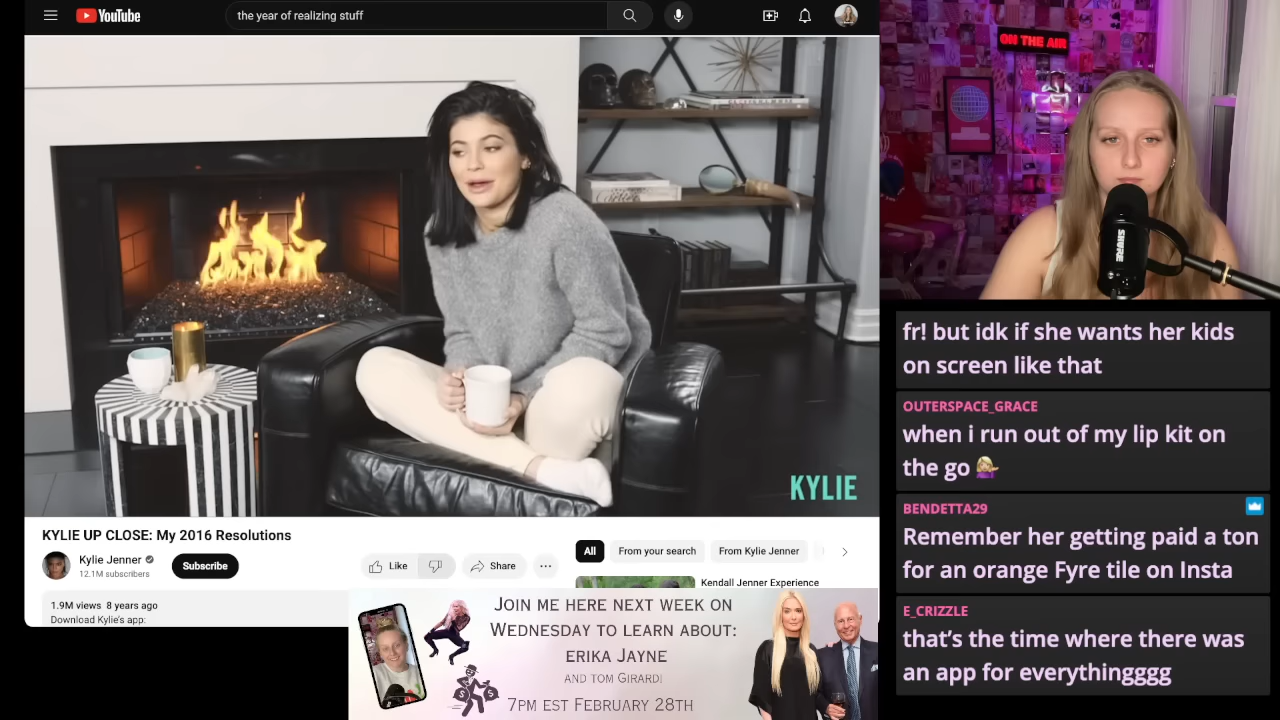 YouTube
the year of realizing stuff
KYLIE
KYLIE UP CLOSE: My 2016 Resolutions
Kylie Jenner
12.1M subscribers
Subscribe
Like
Share
All
From your search
From Kylie Jenner
Kendall Jenner Experience
1.9M views 8 years ago
Download Kylie's app:
JOIN ME HERE NEXT WEEK ON
WEDNESDAY TO LEARN ABOUT:
ERIKA JAYNE
AND TOM GIRARDI
7PM EST FEBRUARY 28TH
ON THE AIR
SHURE
fr! but idk if she wants her kids
on screen like that
OUTERSPACE_GRACE
when i run out of my lip kit on
the go 💁🏼‍♀️
BENDETTA29
Remember her getting paid a ton
for an orange Fyre tile on Insta
E_CRIZZLE
that's the time where there was
an app for everythingggg